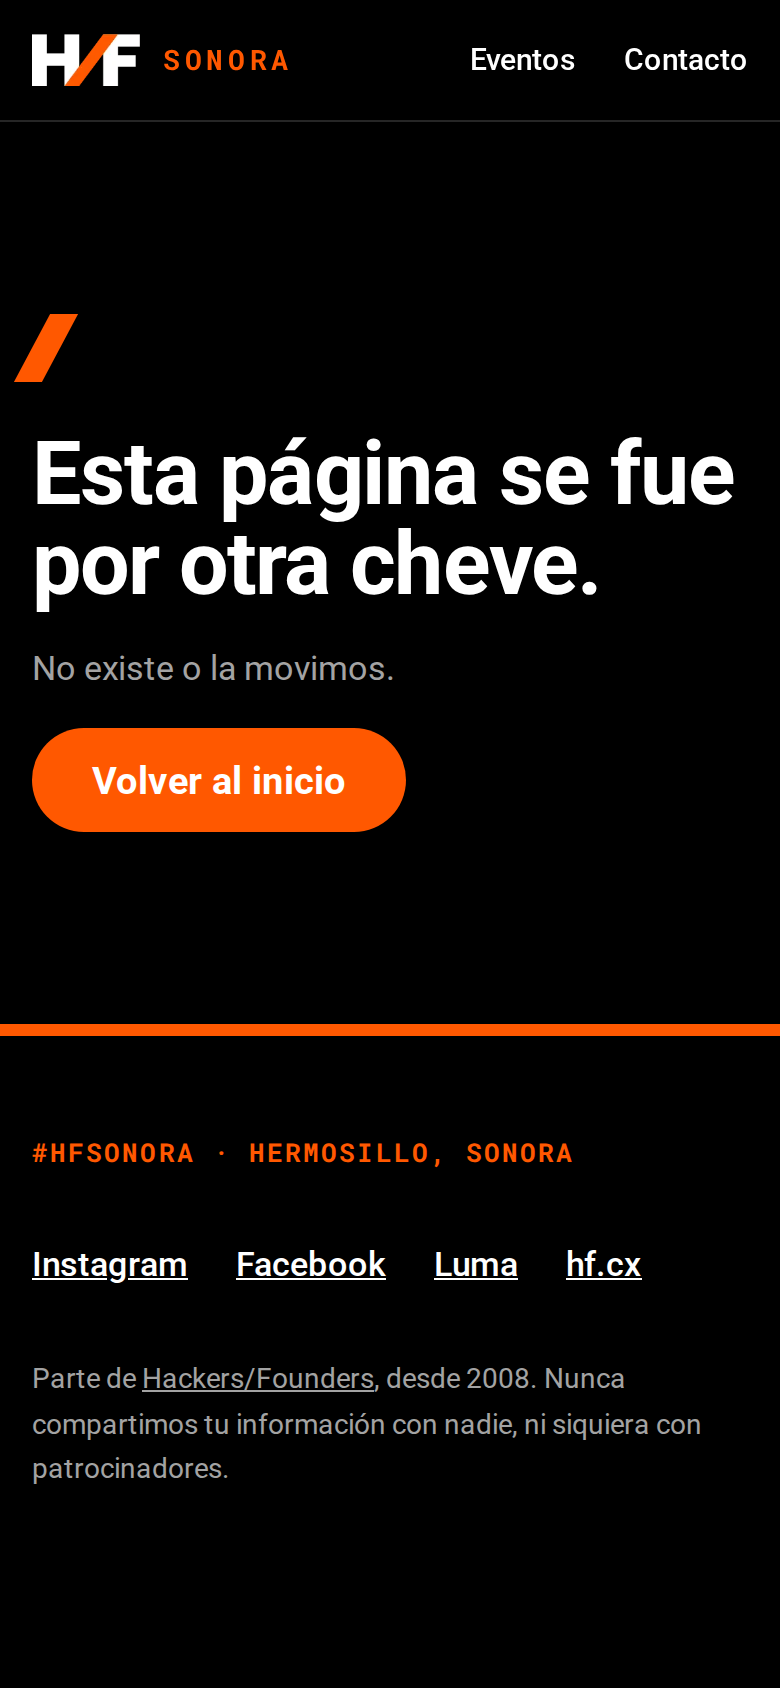 H/F SONORA Eventos Contacto
Esta página se fue
por otra cheve.
No existe o la movimos.
Volver al inicio
#HFSONORA · HERMOSILLO, SONORA
Instagram Facebook Luma hf.cx
Parte de Hackers/Founders, desde 2008. Nunca
compartimos tu información con nadie, ni siquiera con
patrocinadores.